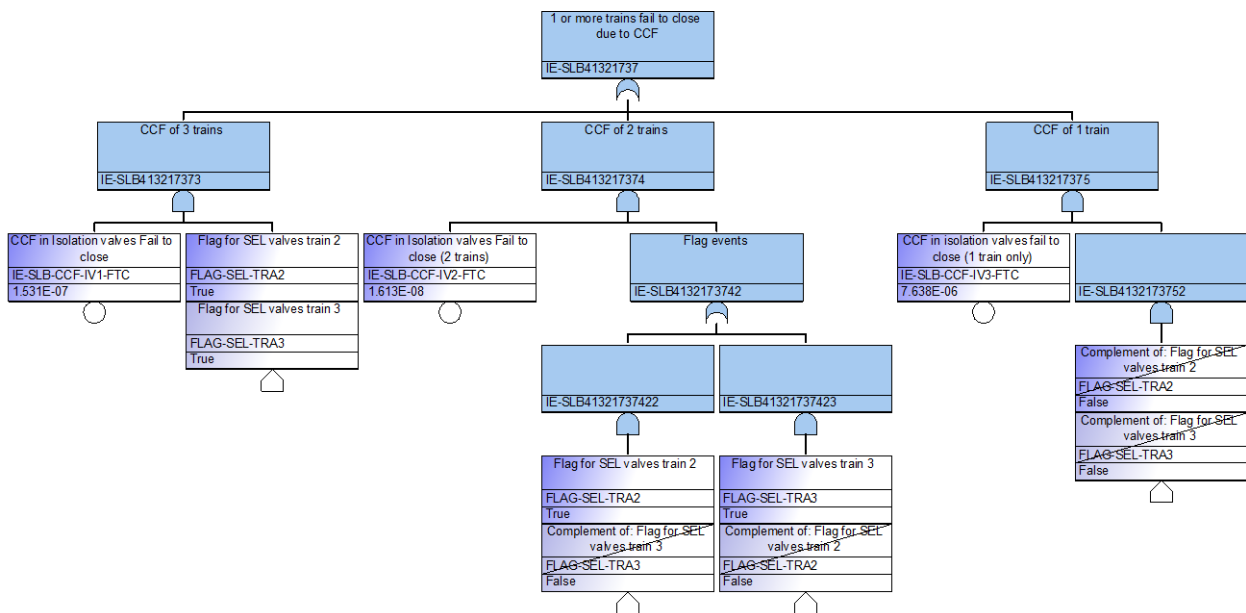 1 or more trains fail to close
due to CCF
IE-SLB41321737
CCF of 3 trains
IE-SLB413217373
CCF of 2 trains
IE-SLB413217374
CCF of 1 train
IE-SLB413217375
CCF in Isolation valves Fail to
close
IE-SLB-CCF-IV1-FTC
1.531E-07
Flag for SEL valves train 2
FLAG-SEL-TRA2
True
Flag for SEL valves train 3
FLAG-SEL-TRA3
True
CCF in Isolation valves Fail to
close (2 trains)
IE-SLB-CCF-IV2-FTC
1.613E-08
Flag events
IE-SLB4132173742
CCF in isolation valves fail to
close (1 train only)
IE-SLB-CCF-IV3-FTC
7.638E-06
IE-SLB4132173752
IE-SLB41321737422
IE-SLB41321737423
Complement of: Flag for SEL
valves train 2
FLAG-SEL-TRA2
False
Complement of: Flag for SEL
valves train 3
FLAG-SEL-TRA3
False
Flag for SEL valves train 2
FLAG-SEL-TRA2
True
Complement of: Flag for SEL
valves train 3
FLAG-SEL-TRA3
False
Flag for SEL valves train 3
FLAG-SEL-TRA3
True
Complement of: Flag for SEL
valves train 2
FLAG-SEL-TRA2
False